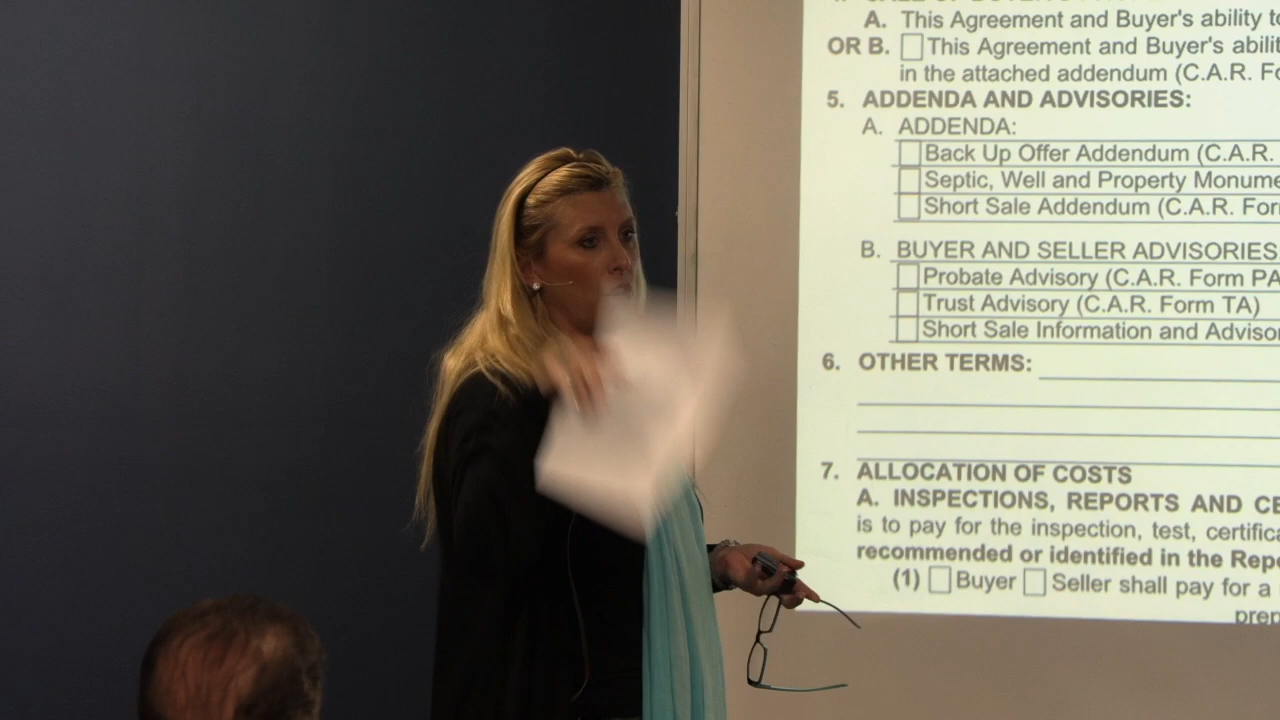 A. This Agreement and Buyer's ability to
OR B. This Agreement and Buyer's abilit
in the attached addendum (C.A.R. Fo
5. ADDENDA AND ADVISORIES:
A. ADDENDA:
Back Up Offer Addendum (C.A.R.
Septic, Well and Property Monume
Short Sale Addendum (C.A.R. For
B. BUYER AND SELLER ADVISORIES
Probate Advisory (C.A.R. Form PA
Trust Advisory (C.A.R. Form TA)
Short Sale Information and Advisor
6. OTHER TERMS:
7. ALLOCATION OF COSTS
A. INSPECTIONS, REPORTS AND CE
is to pay for the inspection, test, certifica
recommended or identified in the Repo
(1) Buyer Seller shall pay for a
prep